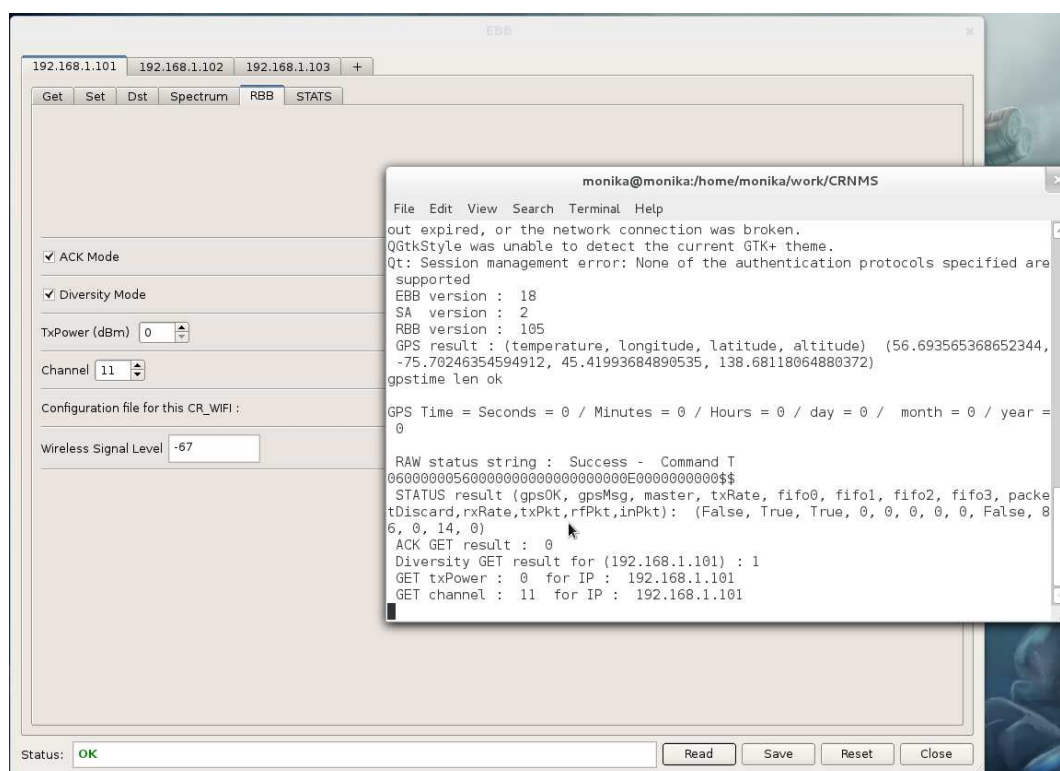 EBB
192.168.1.101 192.168.1.102 192.168.1.103 +
Get Set Dst Spectrum RBB STATS
ACK Mode
Diversity Mode
TxPower (dBm) 0
Channel 11
Configuration file for this CR_WIFI :
Wireless Signal Level -67
monika@monika:/home/monika/work/CRNMS
File Edit View Search Terminal Help
out expired, or the network connection was broken.
QGtkStyle was unable to detect the current GTK+ theme.
Qt: Session management error: None of the authentication protocols specified are
supported
EBB version : 18
SA version : 2
RBB version : 105
GPS result : (temperature, longitude, latitude, altitude) (56.693565368652344,
-75.70246354594912, 45.41993684890535, 138.68118064880372)
gpstime len ok
GPS Time = Seconds = 0 / Minutes = 0 / Hours = 0 / day = 0 / month = 0 / year =
0
RAW status string : Success - Command T
06000000560000000000000000000E0000000000$$
STATUS result (gpsOK, gpsMsg, master, txRate, fifo0, fifo1, fifo2, fifo3, packe
tDiscard,rxRate,txPkt,rfPkt,inPkt): (False, True, True, 0, 0, 0, 0, 0, False, 8
6, 0, 14, 0)
ACK GET result : 0
Diversity GET result for (192.168.1.101) : 1
GET txPower : 0 for IP : 192.168.1.101
GET channel : 11 for IP : 192.168.1.101
Status: OK Read Save Reset Close